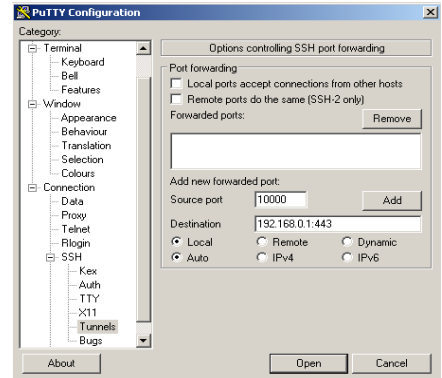 PuTTY Configuration
Category:
Terminal
Keyboard
Bell
Features
Window
Appearance
Behaviour
Translation
Selection
Colours
Connection
Data
Proxy
Telnet
Rlogin
SSH
Kex
Auth
TTY
X11
Tunnels
Bugs
Options controlling SSH port forwarding
Port forwarding
Local ports accept connections from other hosts
Remote ports do the same (SSH-2 only)
Forwarded ports:
Remove
Add new forwarded port:
Source port 10000 Add
Destination 192.168.0.1:443
Local Remote Dynamic
Auto IPv4 IPv6
About Open Cancel